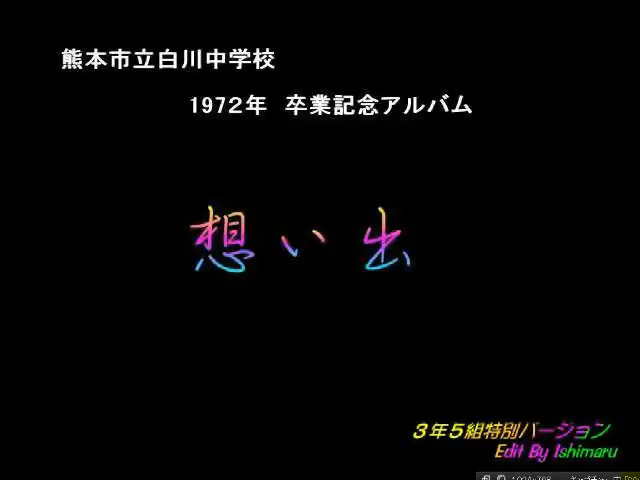 熊本市立白川中学校
1972年 卒業記念アルバム
想い出
3年5組特別バージョン
Edit By Ishimaru